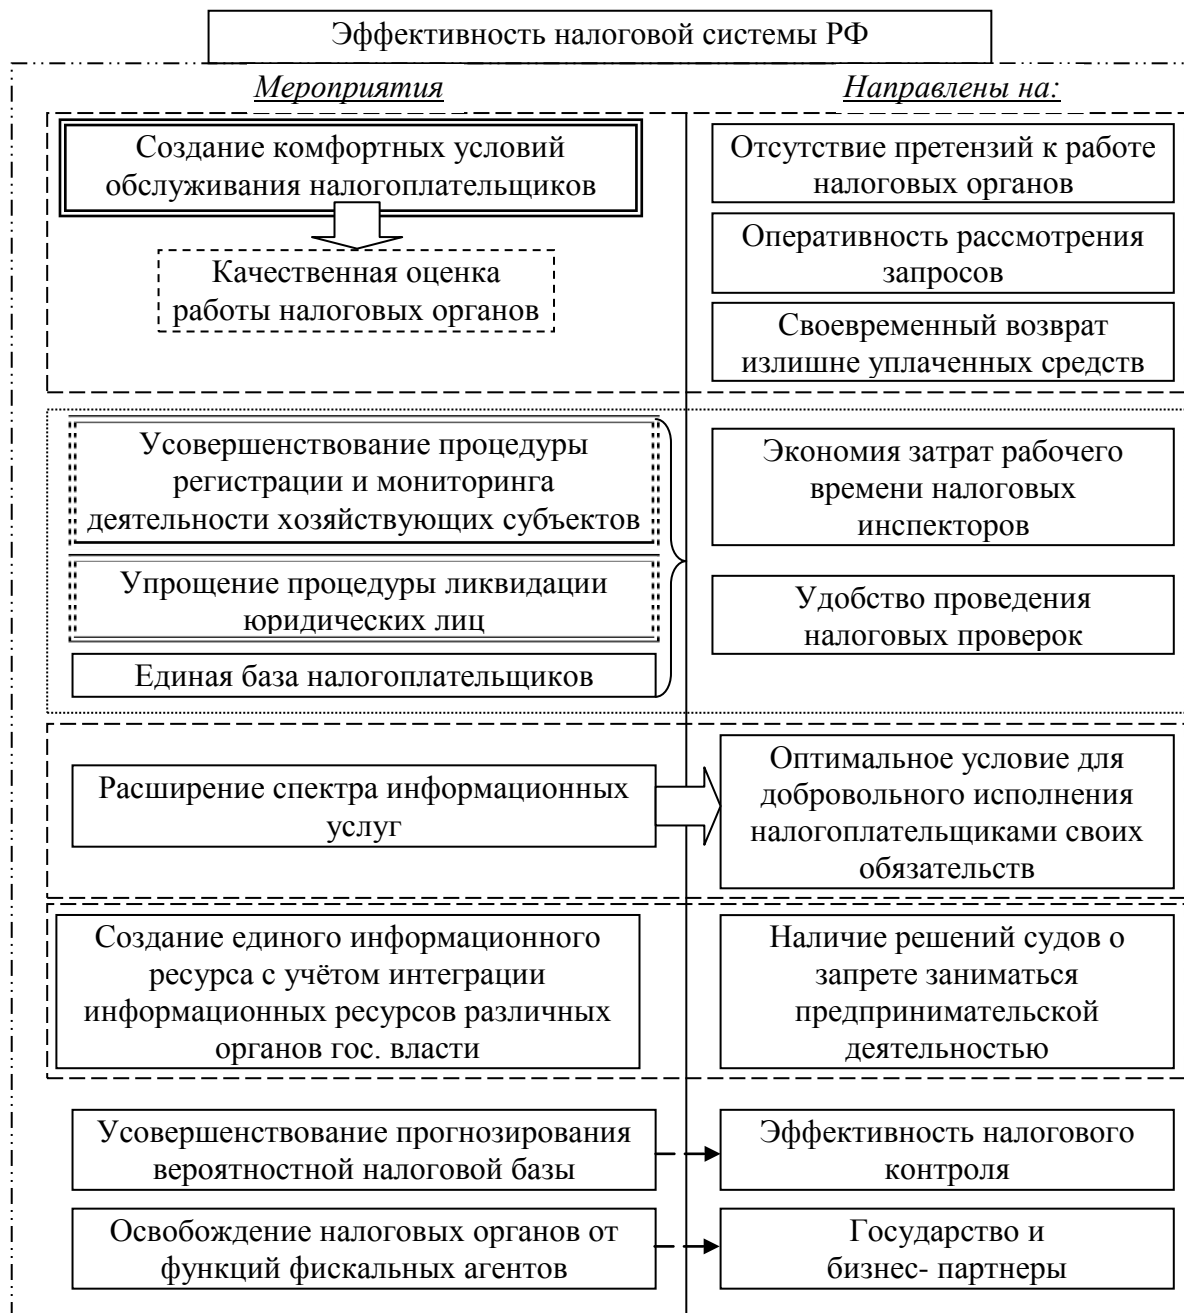 Эффективность налоговой системы РФ
Мероприятия
Направлены на:
Создание комфортных условий
обслуживания налогоплательщиков
Качественная оценка
работы налоговых органов
Отсутствие претензий к работе
налоговых органов
Оперативность рассмотрения
запросов
Своевременный возврат
излишне уплаченных средств
Усовершенствование процедуры
регистрации и мониторинга
деятельности хозяйствующих субъектов
Упрощение процедуры ликвидации
юридических лиц
Единая база налогоплательщиков
Экономия затрат рабочего
времени налоговых
инспекторов
Удобство проведения
налоговых проверок
Расширение спектра информационных
услуг
Оптимальное условие для
добровольного исполнения
налогоплательщиками своих
обязательств
Создание единого информационного
ресурса с учётом интеграции
информационных ресурсов различных
органов гос. власти
Наличие решений судов о
запрете заниматься
предпринимательской
деятельностью
Усовершенствование прогнозирования
вероятностной налоговой базы
Эффективность налогового
контроля
Освобождение налоговых органов от
функций фискальных агентов
Государство и
бизнес- партнеры